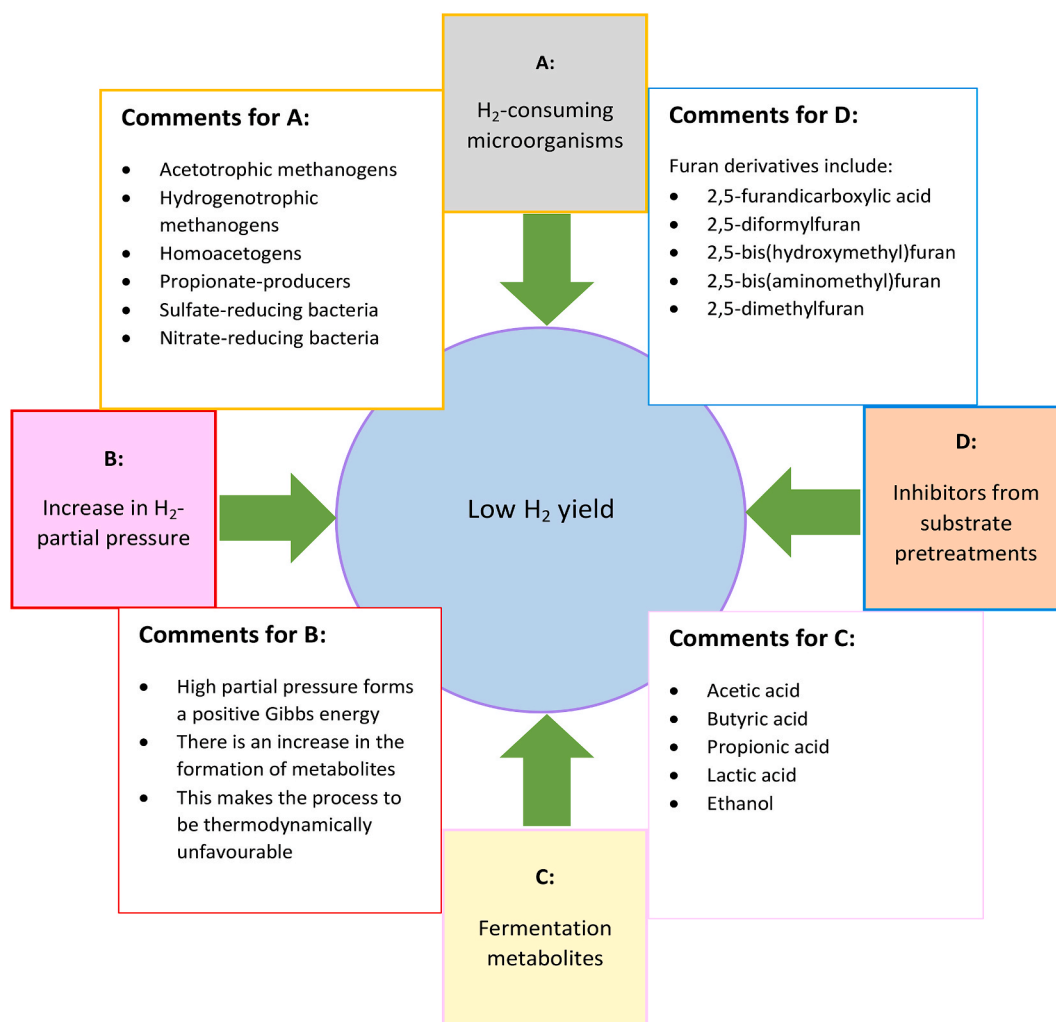 A:
H₂-consuming
microorganisms
Comments for A:
● Acetotrophic methanogens
● Hydrogenotrophic
methanogens
● Homoacetogens
● Propionate-producers
● Sulfate-reducing bacteria
● Nitrate-reducing bacteria
Comments for D:
Furan derivatives include:
● 2,5-furandicarboxylic acid
● 2,5-diformylfuran
● 2,5-bis(hydroxymethyl)furan
● 2,5-bis(aminomethyl)furan
● 2,5-dimethylfuran
B:
Increase in H₂-
partial pressure
Low H₂ yield
D:
Inhibitors from
substrate
pretreatments
Comments for B:
● High partial pressure forms
a positive Gibbs energy
● There is an increase in the
formation of metabolites
● This makes the process to
be thermodynamically
unfavourable
Comments for C:
● Acetic acid
● Butyric acid
● Propionic acid
● Lactic acid
● Ethanol
C:
Fermentation
metabolites